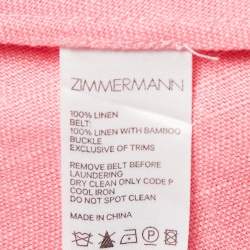 ZIMMERMANN
100% LINEN
BELT:
100% LINEN WITH BAMBOO
BUCKLE
EXCLUSIVE OF TRIMS
REMOVE BELT BEFORE
LAUNDERING
DRY CLEAN ONLY CODE P
COOL IRON
DO NOT SPOT CLEAN
MADE IN CHINA